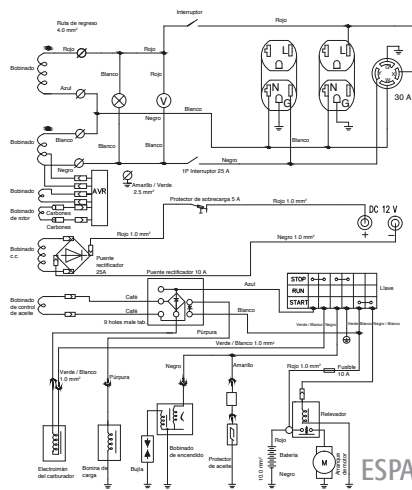 Ruta de regreso
4.0 mm²
Interruptor
Rojo
Rojo
Bobinado
Rojo
Blanco
Rojo
V
L
L
N
G
N
G
30 A
Azul
Blanco
Negro
Blanco
Bobinado
Blanco
Blanco
Negro
Blanco
Negro
Negro
1P Interruptor 25 A
Bobinado
AVR
Amarillo / Verde
2.5 mm²
Bobinado
de rotor
Carbones
Carbones
Protector de sobrecarga 5 A
Rojo 1.0 mm²
DC 12 V
+
−
Rojo 1.0 mm²
Negro 1.0 mm²
Bobinado
c.c.
Puente
rectificador
25A
Puente rectificador 10 A
Azul
STOP
RUN
START
Llave
Bobinado
de control
de aceite
Café
Café
Blanco
9 holes male tab.
Púrpura
Verde / Blanco 1.0 mm²
Verde / Blanco
1.0 mm²
Púrpura
Negro
Amarillo
Rojo 1.0 mm²
Fusible
10 A
Relevador
Rojo
Batería
Negro
10.0 mm²
M
Arranque
de motor
Electroimán
del carburador
Bonina de
carga
Bujía
Bobinado
de encendido
Protector
de aceite
ESPA